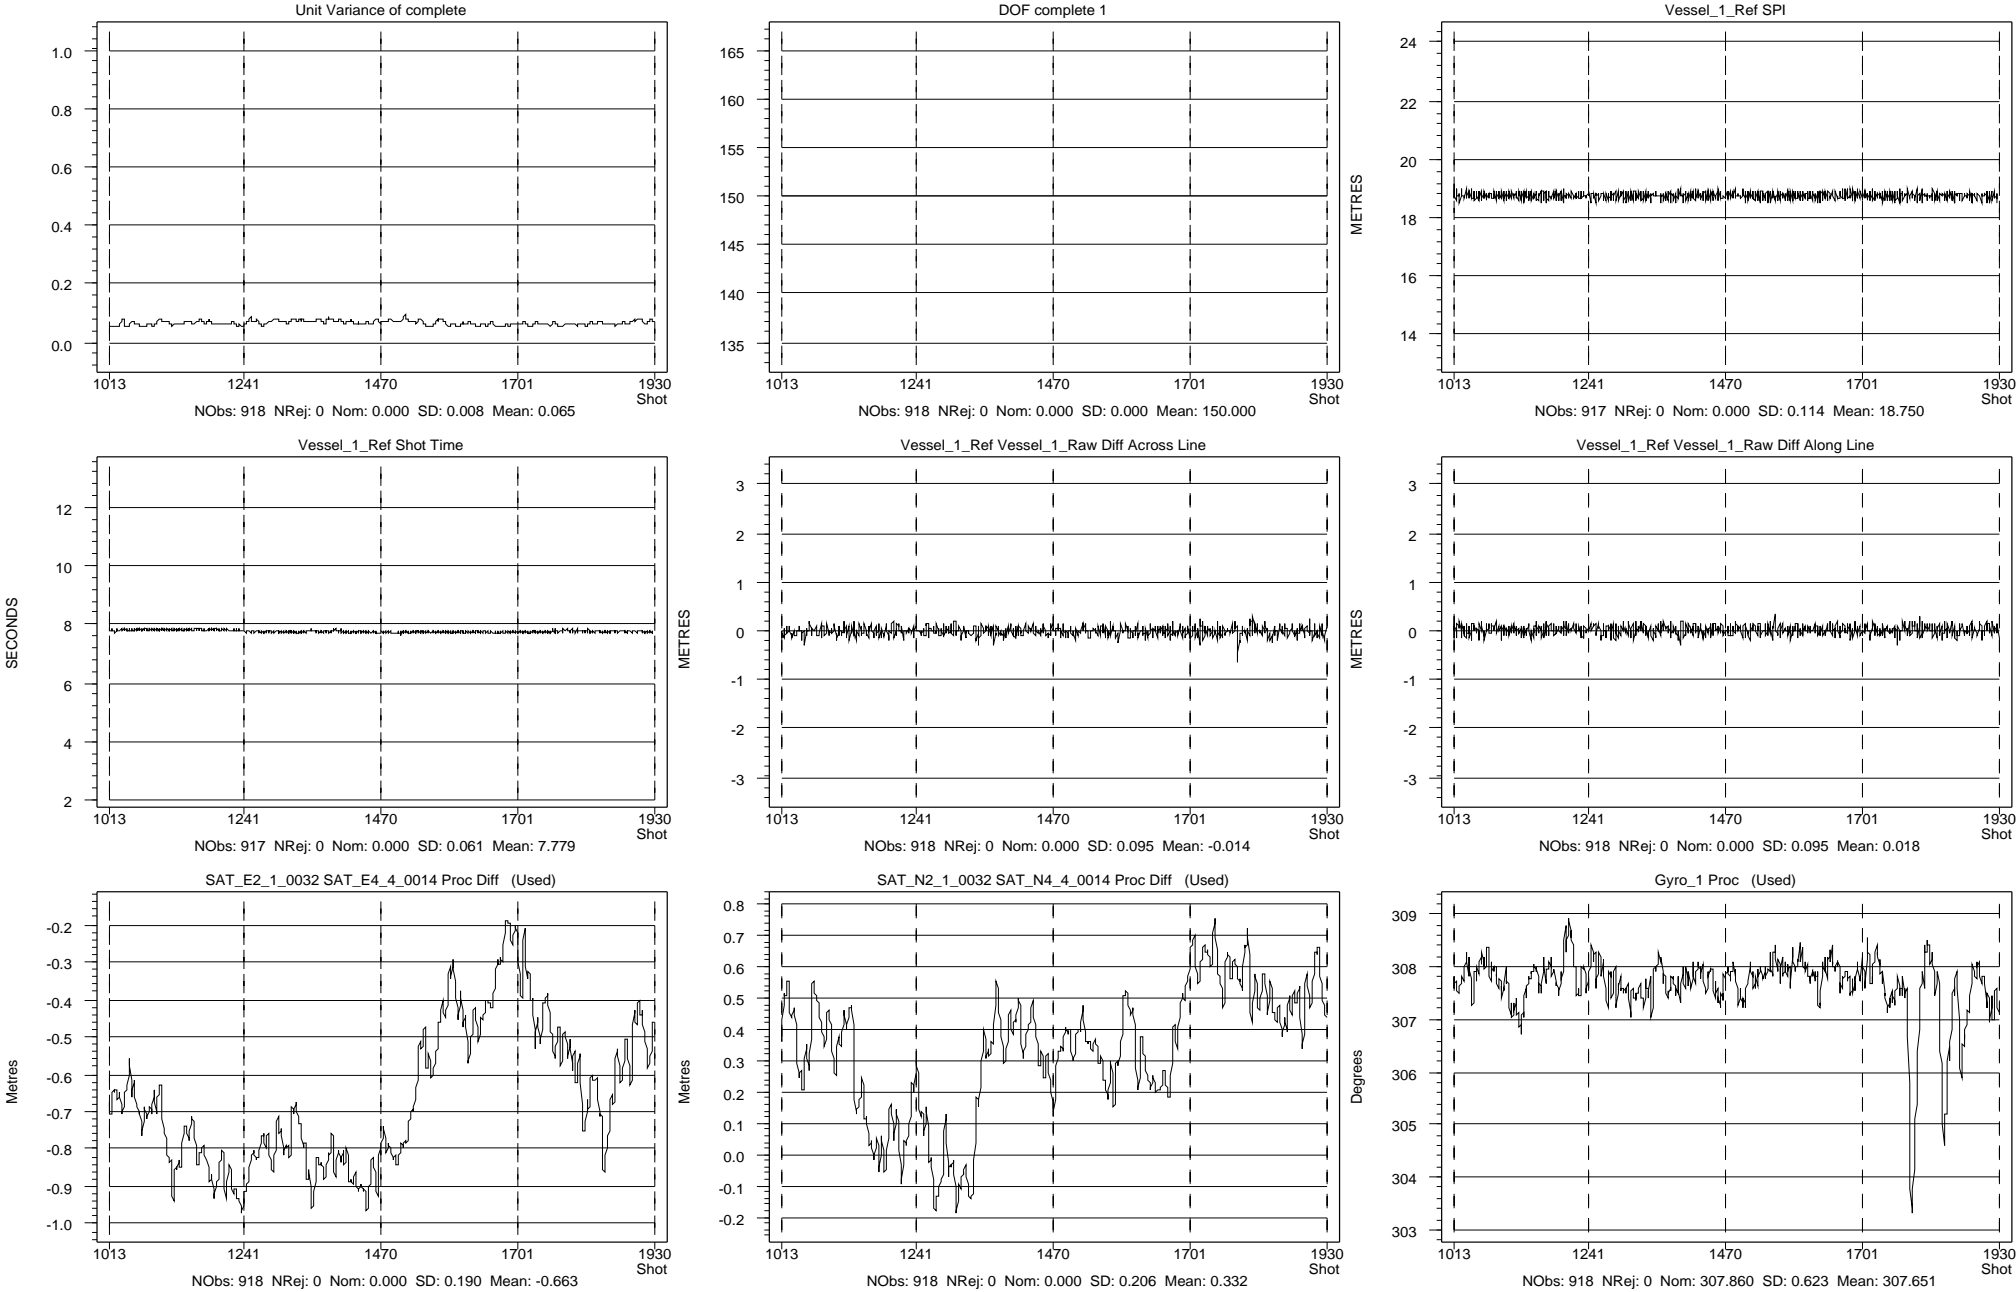 Unit Variance of complete
1.0
0.8
0.6
0.4
0.2
0.0
1013 1241 1470 1701 1930
Shot
NObs: 918 NRej: 0 Nom: 0.000 SD: 0.008 Mean: 0.065
DOF complete 1
165
160
155
150
145
140
135
1013 1241 1470 1701 1930
Shot
NObs: 918 NRej: 0 Nom: 0.000 SD: 0.000 Mean: 150.000
Vessel_1_Ref SPI
METRES
24
22
20
18
16
14
1013 1241 1470 1701 1930
Shot
NObs: 917 NRej: 0 Nom: 0.000 SD: 0.114 Mean: 18.750
Vessel_1_Ref Shot Time
SECONDS
12
10
8
6
4
2
1013 1241 1470 1701 1930
Shot
NObs: 917 NRej: 0 Nom: 0.000 SD: 0.061 Mean: 7.779
Vessel_1_Ref Vessel_1_Raw Diff Across Line
METRES
3
2
1
0
-1
-2
-3
1013 1241 1470 1701 1930
Shot
NObs: 918 NRej: 0 Nom: 0.000 SD: 0.095 Mean: -0.014
Vessel_1_Ref Vessel_1_Raw Diff Along Line
METRES
3
2
1
0
-1
-2
-3
1013 1241 1470 1701 1930
Shot
NObs: 918 NRej: 0 Nom: 0.000 SD: 0.095 Mean: 0.018
SAT_E2_1_0032 SAT_E4_4_0014 Proc Diff (Used)
Metres
-0.2
-0.3
-0.4
-0.5
-0.6
-0.7
-0.8
-0.9
-1.0
1013 1241 1470 1701 1930
Shot
NObs: 918 NRej: 0 Nom: 0.000 SD: 0.190 Mean: -0.663
SAT_N2_1_0032 SAT_N4_4_0014 Proc Diff (Used)
Metres
0.8
0.7
0.6
0.5
0.4
0.3
0.2
0.1
0.0
-0.1
-0.2
1013 1241 1470 1701 1930
Shot
NObs: 918 NRej: 0 Nom: 0.000 SD: 0.206 Mean: 0.332
Gyro_1 Proc (Used)
Degrees
309
308
307
306
305
304
303
1013 1241 1470 1701 1930
Shot
NObs: 918 NRej: 0 Nom: 307.860 SD: 0.623 Mean: 307.651